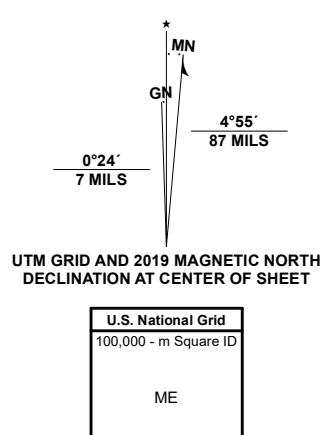 ★
MN
GN
4°55´
87 MILS
0°24´
7 MILS
UTM GRID AND 2019 MAGNETIC NORTH
DECLINATION AT CENTER OF SHEET
U.S. National Grid
100,000 - m Square ID
ME